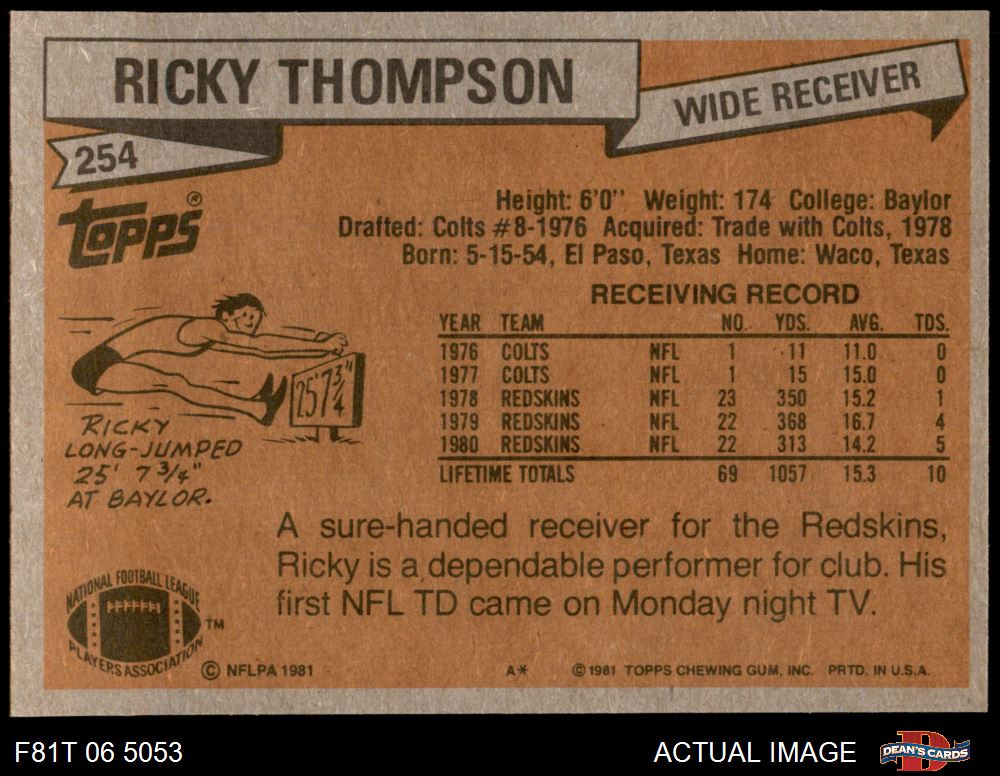 RICKY THOMPSON
WIDE RECEIVER
254
TOPPS®
Height: 6'0" Weight: 174 College: Baylor
Drafted: Colts #8-1976 Acquired: Trade with Colts, 1978
Born: 5-15-54, El Paso, Texas Home: Waco, Texas
RECEIVING RECORD
YEAR TEAM NO. YDS. AVG. TDS.
1976 COLTS NFL 1 11 11.0 0
1977 COLTS NFL 1 15 15.0 0
1978 REDSKINS NFL 23 350 15.2 1
1979 REDSKINS NFL 22 368 16.7 4
1980 REDSKINS NFL 22 313 14.2 5
LIFETIME TOTALS 69 1057 15.3 10
25'7 3/4"
RICKY
LONG-JUMPED
25' 7 3/4"
AT BAYLOR.
A sure-handed receiver for the Redskins,
Ricky is a dependable performer for club. His
first NFL TD came on Monday night TV.
NATIONAL FOOTBALL LEAGUE
PLAYERS ASSOCIATION
TM
© NFLPA 1981
A* © 1981 TOPPS CHEWING GUM, INC. PRTD. IN U.S.A.
F81T 06 5053
ACTUAL IMAGE
D
DEAN'S CARDS